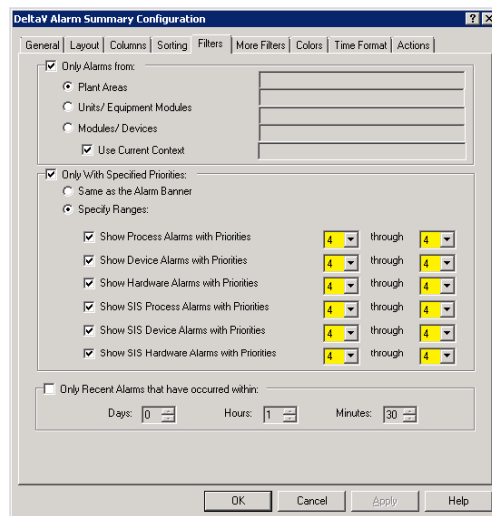 DeltaV Alarm Summary Configuration
General Layout Columns Sorting Filters More Filters Colors Time Format Actions
Only Alarms from:
Plant Areas
Units/ Equipment Modules
Modules/ Devices
Use Current Context
Only With Specified Priorities:
Same as the Alarm Banner
Specify Ranges:
Show Process Alarms with Priorities 4 through 4
Show Device Alarms with Priorities 4 through 4
Show Hardware Alarms with Priorities 4 through 4
Show SIS Process Alarms with Priorities 4 through 4
Show SIS Device Alarms with Priorities 4 through 4
Show SIS Hardware Alarms with Priorities 4 through 4
Only Recent Alarms that have occurred within:
Days: 0 Hours: 1 Minutes: 30
OK Cancel Apply Help